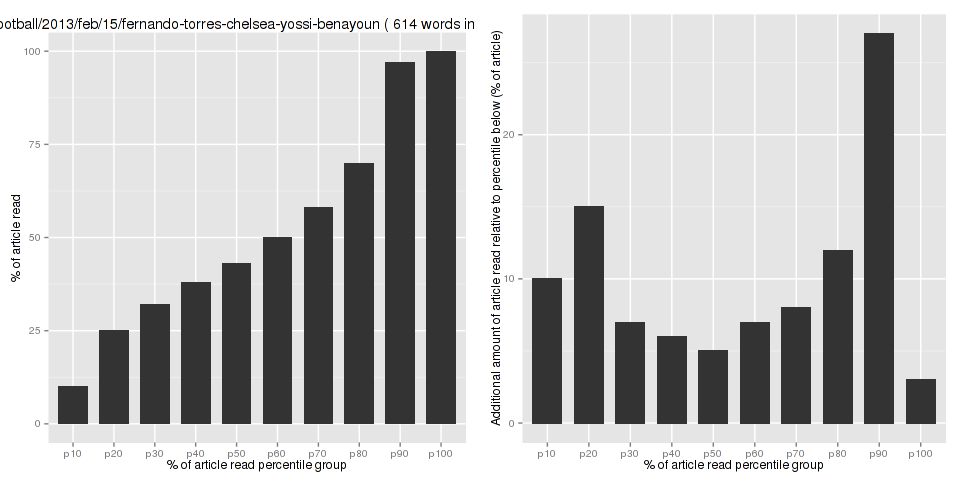 ootball/2013/feb/15/fernando-torres-chelsea-yossi-benayoun ( 614 words in
% of article read
100
75
50
25
0
p10 p20 p30 p40 p50 p60 p70 p80 p90 p100
% of article read percentile group
Additional amount of article read relative to percentile below (% of article)
20
10
0
p10 p20 p30 p40 p50 p60 p70 p80 p90 p100
% of article read percentile group